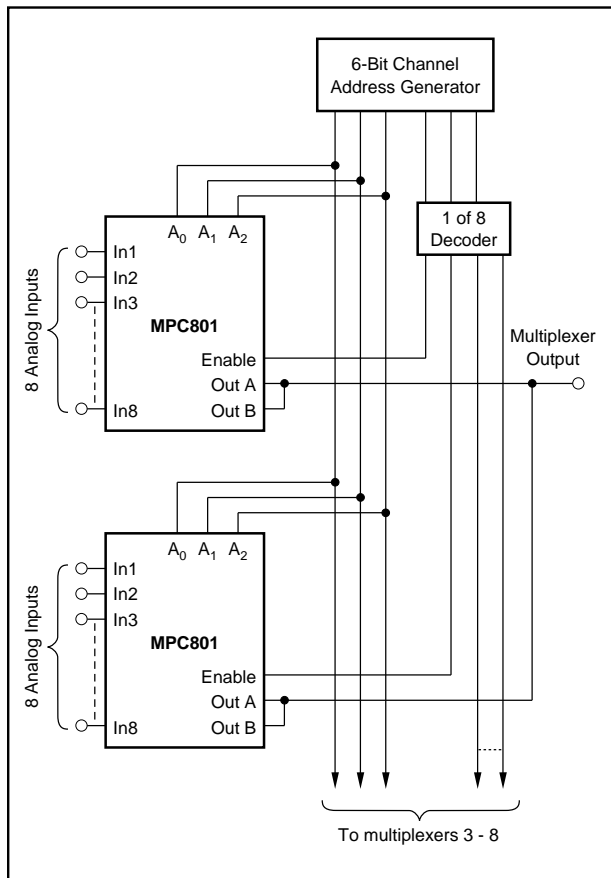 6-Bit Channel
Address Generator
1 of 8
Decoder
A0 A1 A2
In1
In2
In3
In8
8 Analog Inputs
MPC801
Enable
Out A
Out B
Multiplexer
Output
A0 A1 A2
In1
In2
In3
In8
8 Analog Inputs
MPC801
Enable
Out A
Out B
To multiplexers 3 - 8